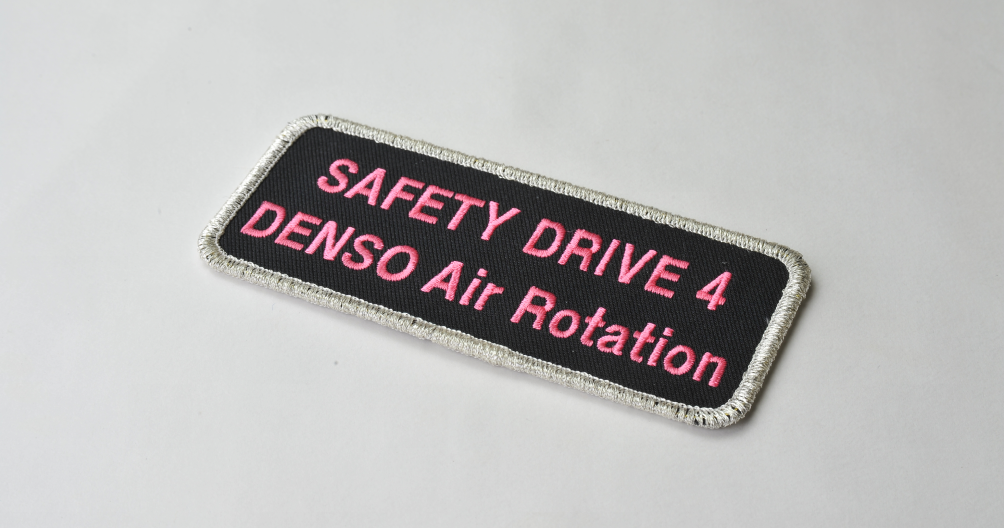 SAFETY DRIVE 4
DENSO Air Rotation